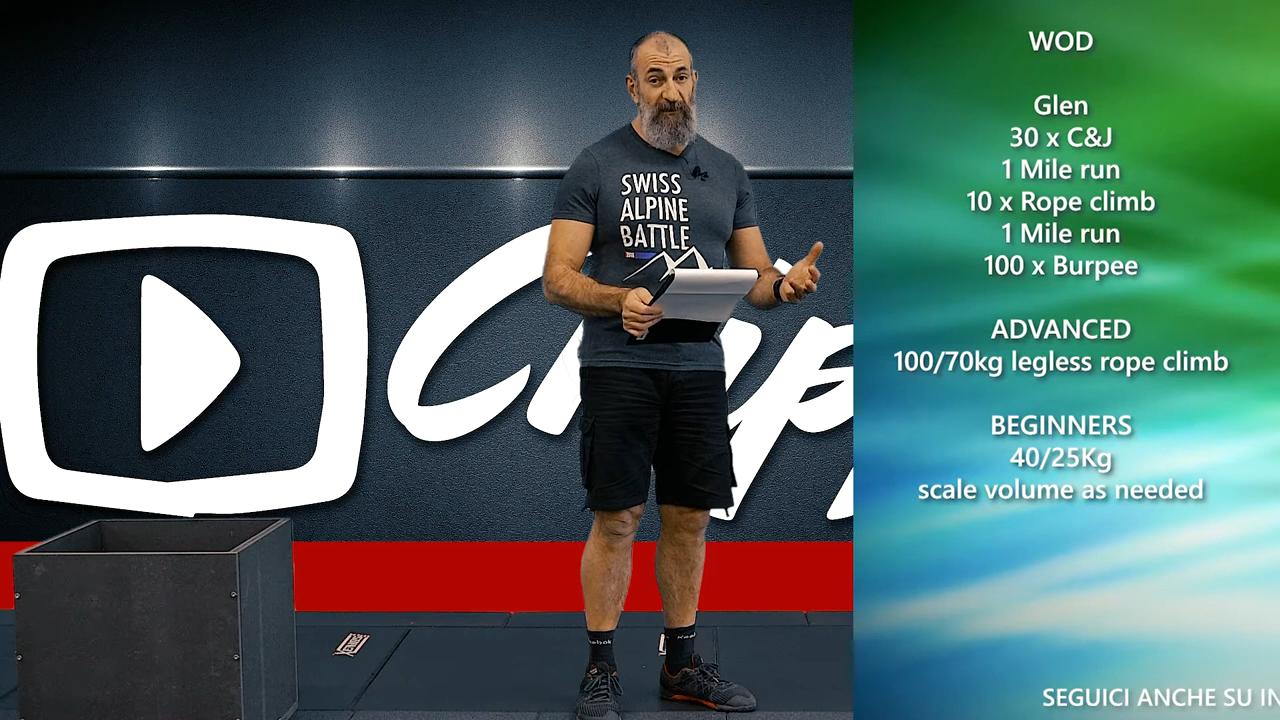 SWISS
ALPINE
BATTLE
WOD
Glen
30 x C&J
1 Mile run
10 x Rope climb
1 Mile run
100 x Burpee
ADVANCED
100/70kg legless rope climb
BEGINNERS
40/25Kg
scale volume as needed
SEGUICI ANCHE SU IN